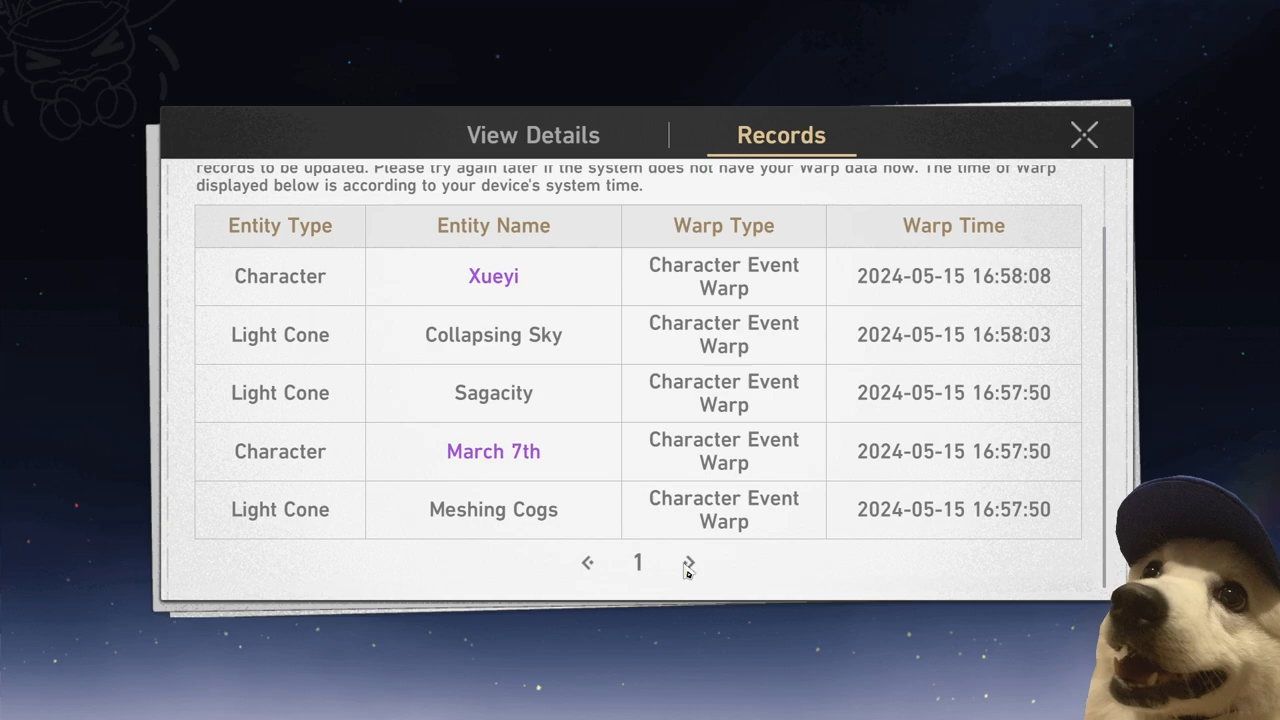 View Details
Records
records to be updated. Please try again later if the system does not have your Warp data now. The time of Warp
displayed below is according to your device's system time.
Entity Type Entity Name Warp Type Warp Time
Character Xueyi Character Event Warp 2024-05-15 16:58:08
Light Cone Collapsing Sky Character Event Warp 2024-05-15 16:58:03
Light Cone Sagacity Character Event Warp 2024-05-15 16:57:50
Character March 7th Character Event Warp 2024-05-15 16:57:50
Light Cone Meshing Cogs Character Event Warp 2024-05-15 16:57:50
1